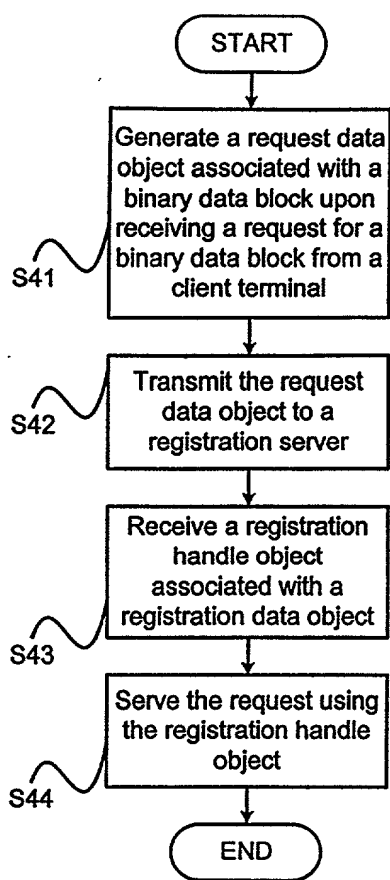 START
Generate a request data
object associated with a
binary data block upon
receiving a request for a
binary data block from a
client terminal
S41
Transmit the request
data object to a
registration server
S42
Receive a registration
handle object
associated with a
registration data object
S43
Serve the request using
the registration handle
object
S44
END